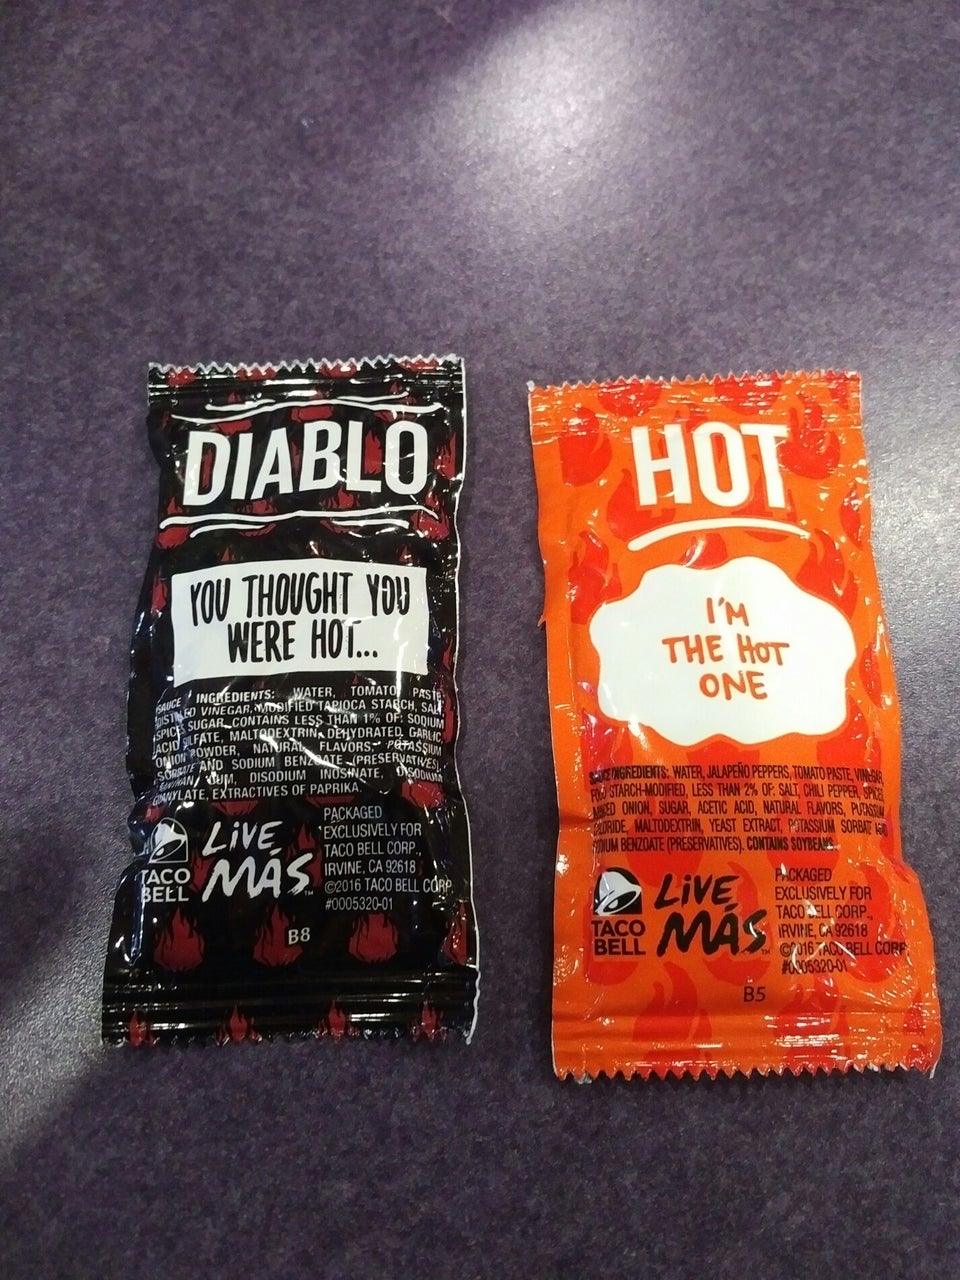 DIABLO
YOU THOUGHT YOU
WERE HOT...
SAUCE INGREDIENTS: WATER, TOMATO PASTE,
DISTILLED VINEGAR, MODIFIED TAPIOCA STARCH, SALT,
SPICES, SUGAR, CONTAINS LESS THAN 1% OF: SODIUM
ACID SULFATE, MALTODEXTRIN, DEHYDRATED GARLIC,
ONION POWDER, NATURAL FLAVORS, POTASSIUM
SORBATE AND SODIUM BENZOATE (PRESERVATIVES),
XANTHAN GUM, DISODIUM INOSINATE, DISODIUM
GUANYLATE, EXTRACTIVES OF PAPRIKA.
TACO
BELL
LiVE
MÁS™
PACKAGED
EXCLUSIVELY FOR
TACO BELL CORP.,
IRVINE, CA 92618
©2016 TACO BELL CORP.
#0005320-01
B8
HOT
I'M
THE HOT
ONE
SAUCE INGREDIENTS: WATER, JALAPEÑO PEPPERS, TOMATO PASTE, VINEGAR,
FOOD STARCH-MODIFIED, LESS THAN 2% OF: SALT, CHILI PEPPER, SPICES,
MINCED ONION, SUGAR, ACETIC ACID, NATURAL FLAVORS, POTASSIUM
CHLORIDE, MALTODEXTRIN, YEAST EXTRACT, POTASSIUM SORBATE AND
SODIUM BENZOATE (PRESERVATIVES). CONTAINS SOYBEANS.
TACO
BELL
LiVE
MÁS™
PACKAGED
EXCLUSIVELY FOR
TACO BELL CORP.,
IRVINE, CA 92618
©2016 TACO BELL CORP.
#0005320-01
B5